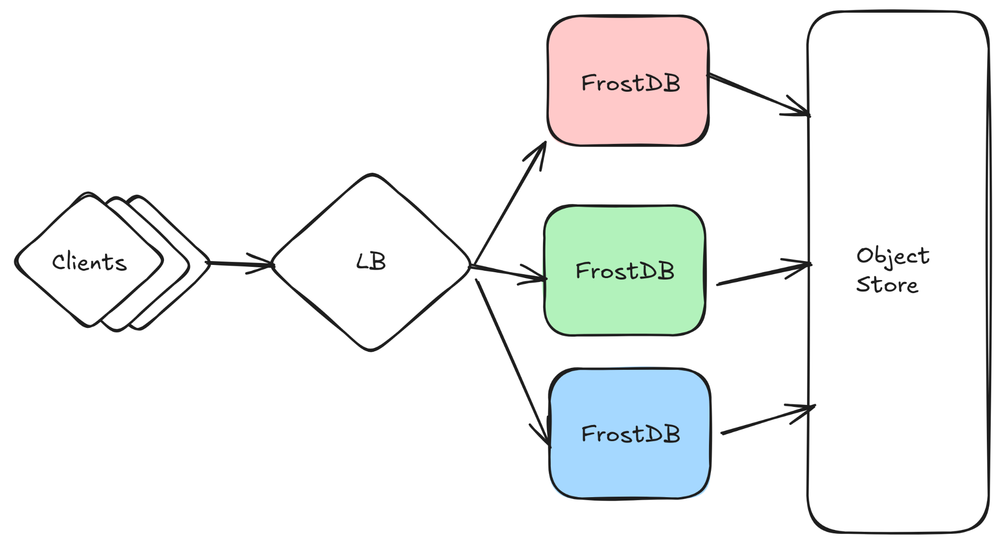 Clients
LB
FrostDB
FrostDB
FrostDB
Object
Store